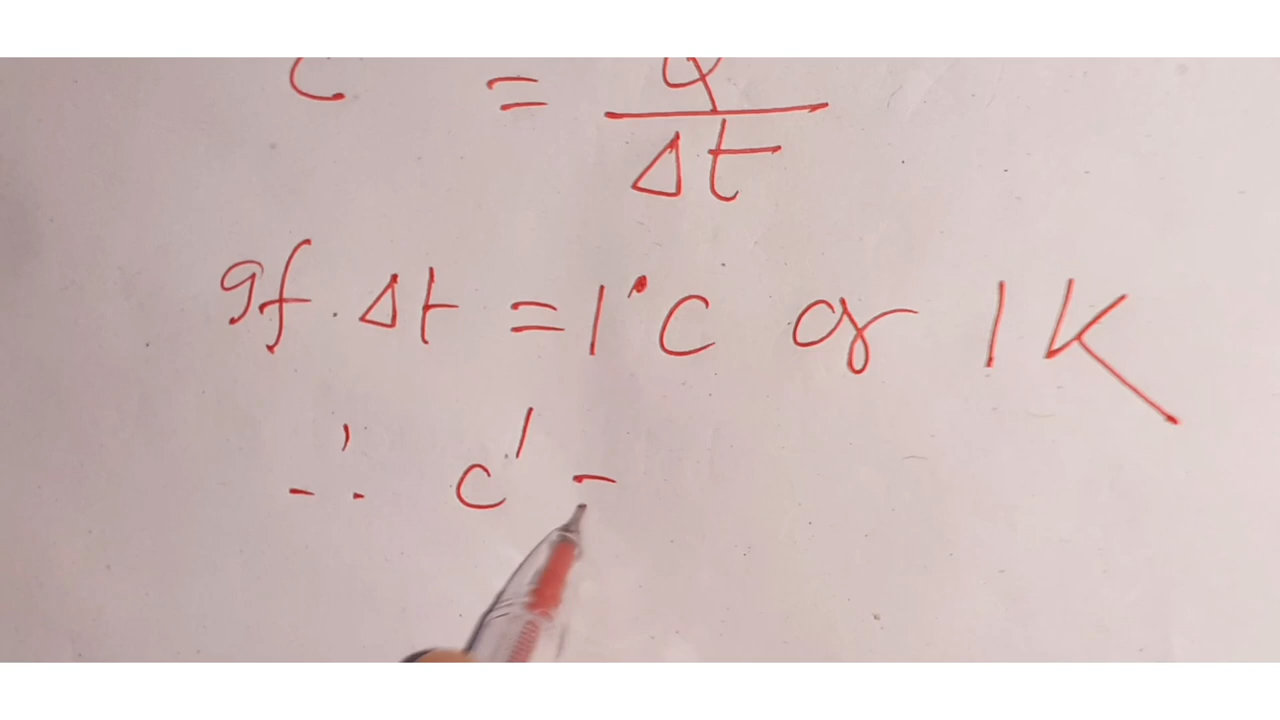 C = Q / Δt
If Δt = 1°C or 1K
∴ c' =